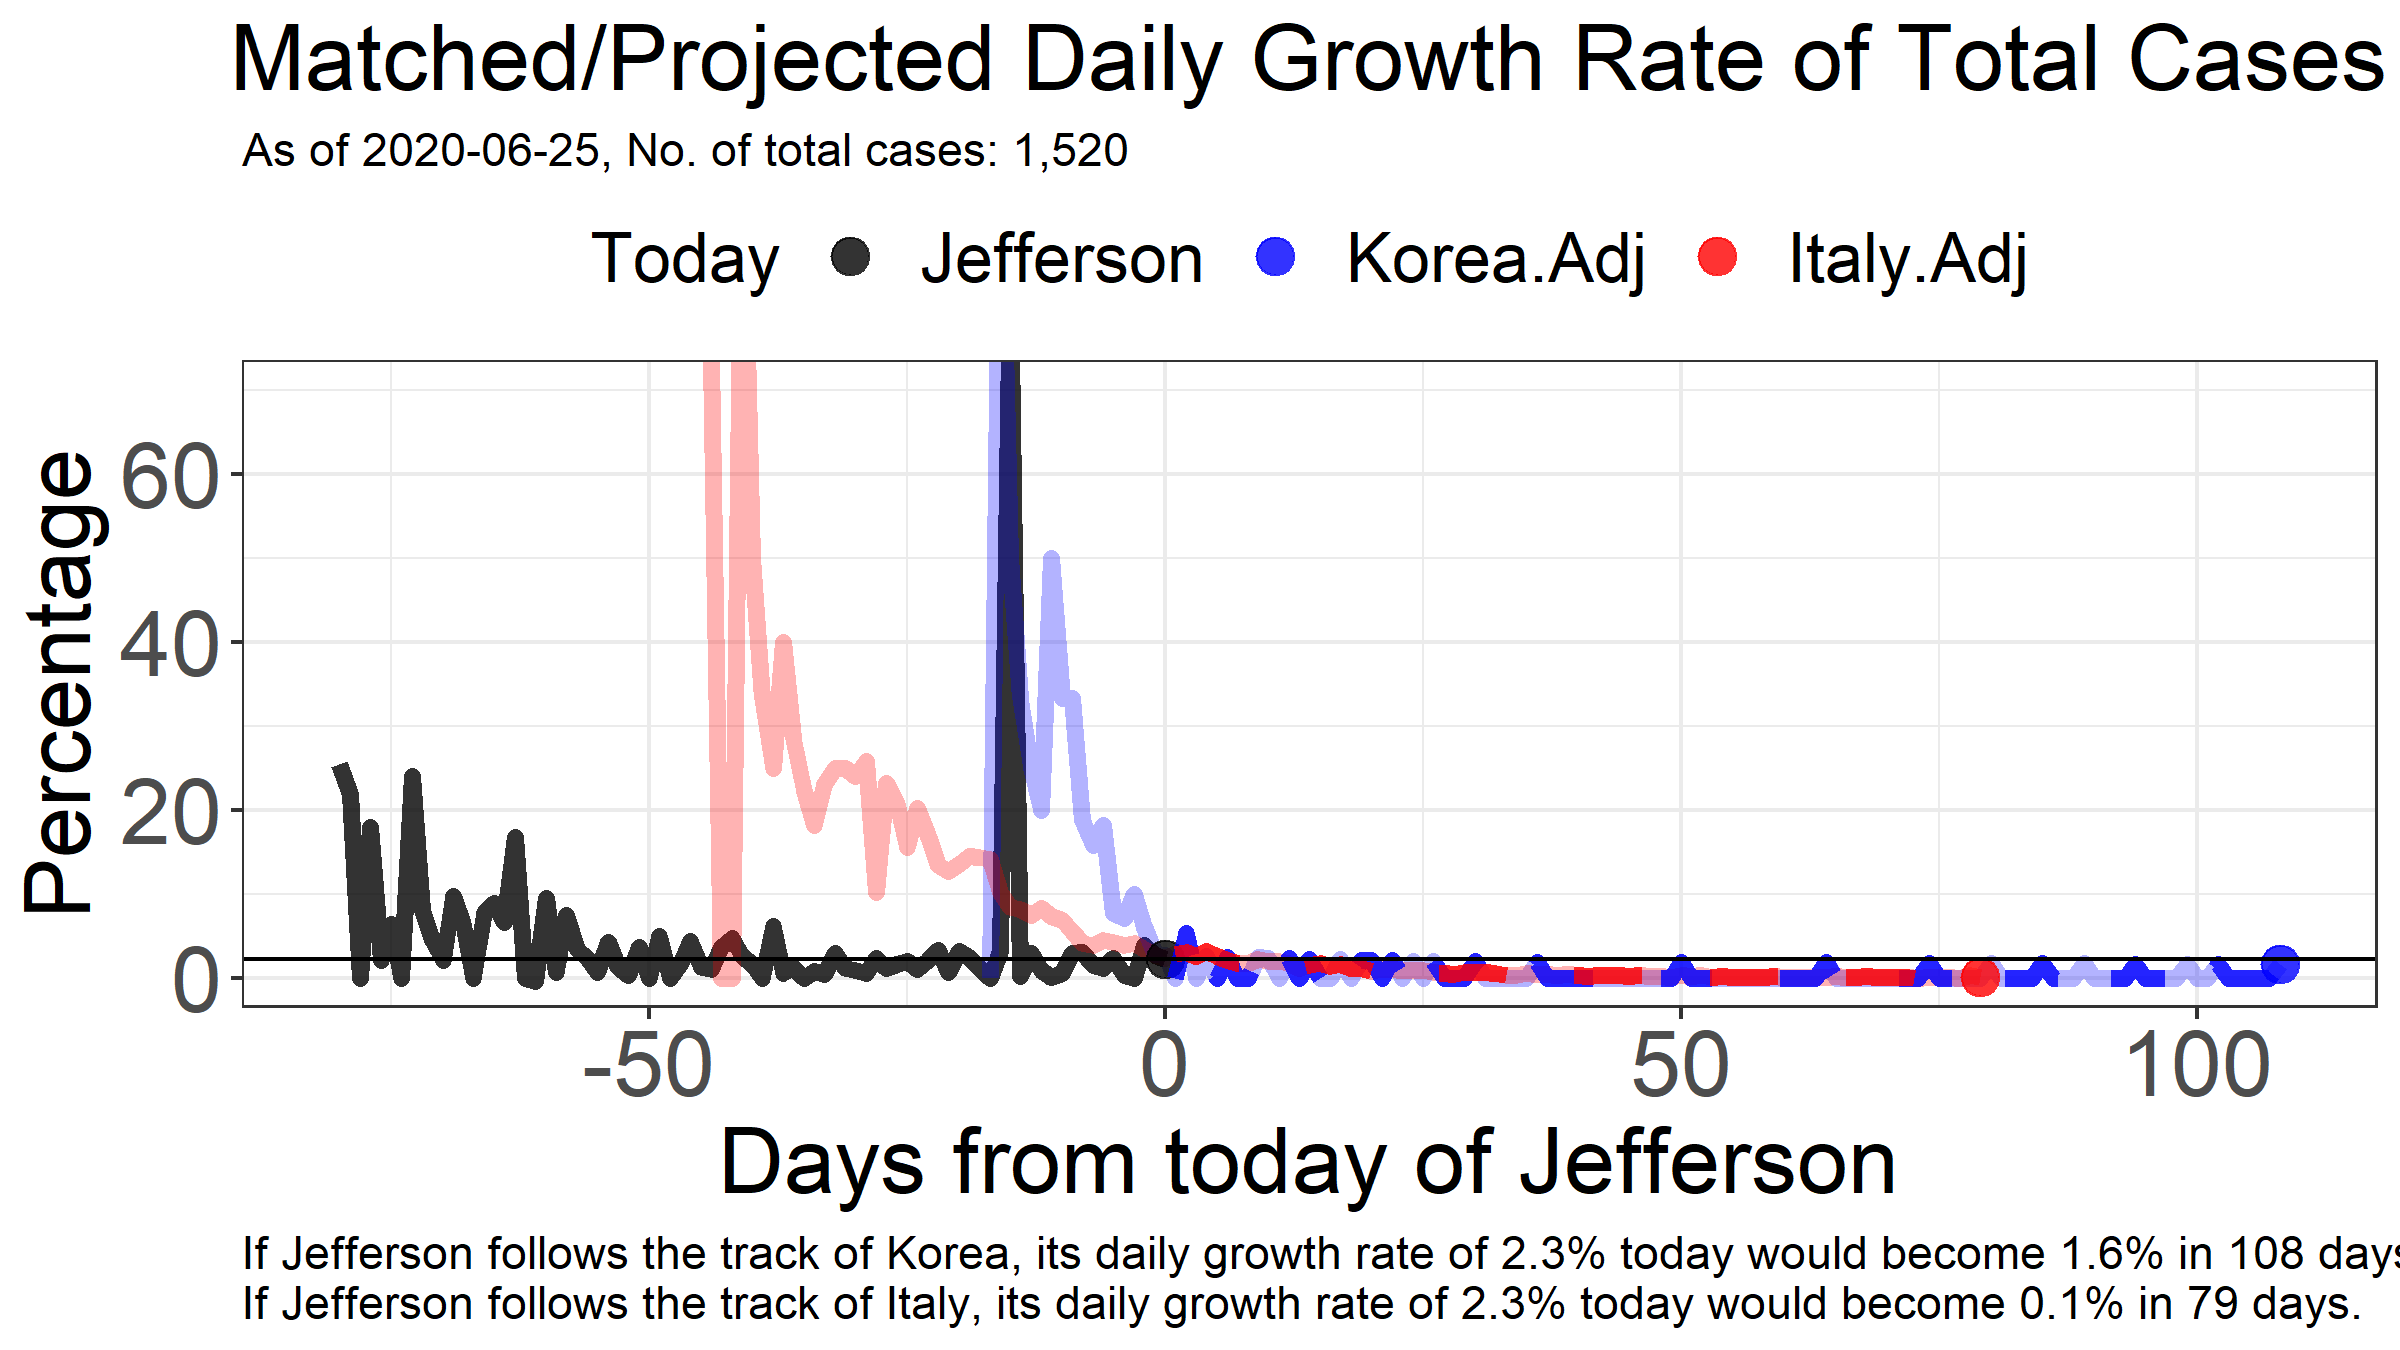 Matched/Projected Daily Growth Rate of Total Cases
As of 2020-06-25, No. of total cases: 1,520
Today Jefferson Korea.Adj Italy.Adj
Percentage
60
40
20
0
-50 0 50 100
Days from today of Jefferson
If Jefferson follows the track of Korea, its daily growth rate of 2.3% today would become 1.6% in 108 days
If Jefferson follows the track of Italy, its daily growth rate of 2.3% today would become 0.1% in 79 days.